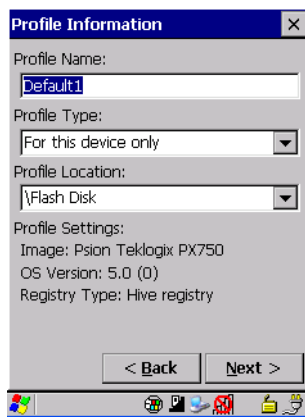 Profile Information
Profile Name:
Default1
Profile Type:
For this device only
Profile Location:
\Flash Disk
Profile Settings:
Image: Psion Teklogix PX750
OS Version: 5.0 (0)
Registry Type: Hive registry
< Back
Next >